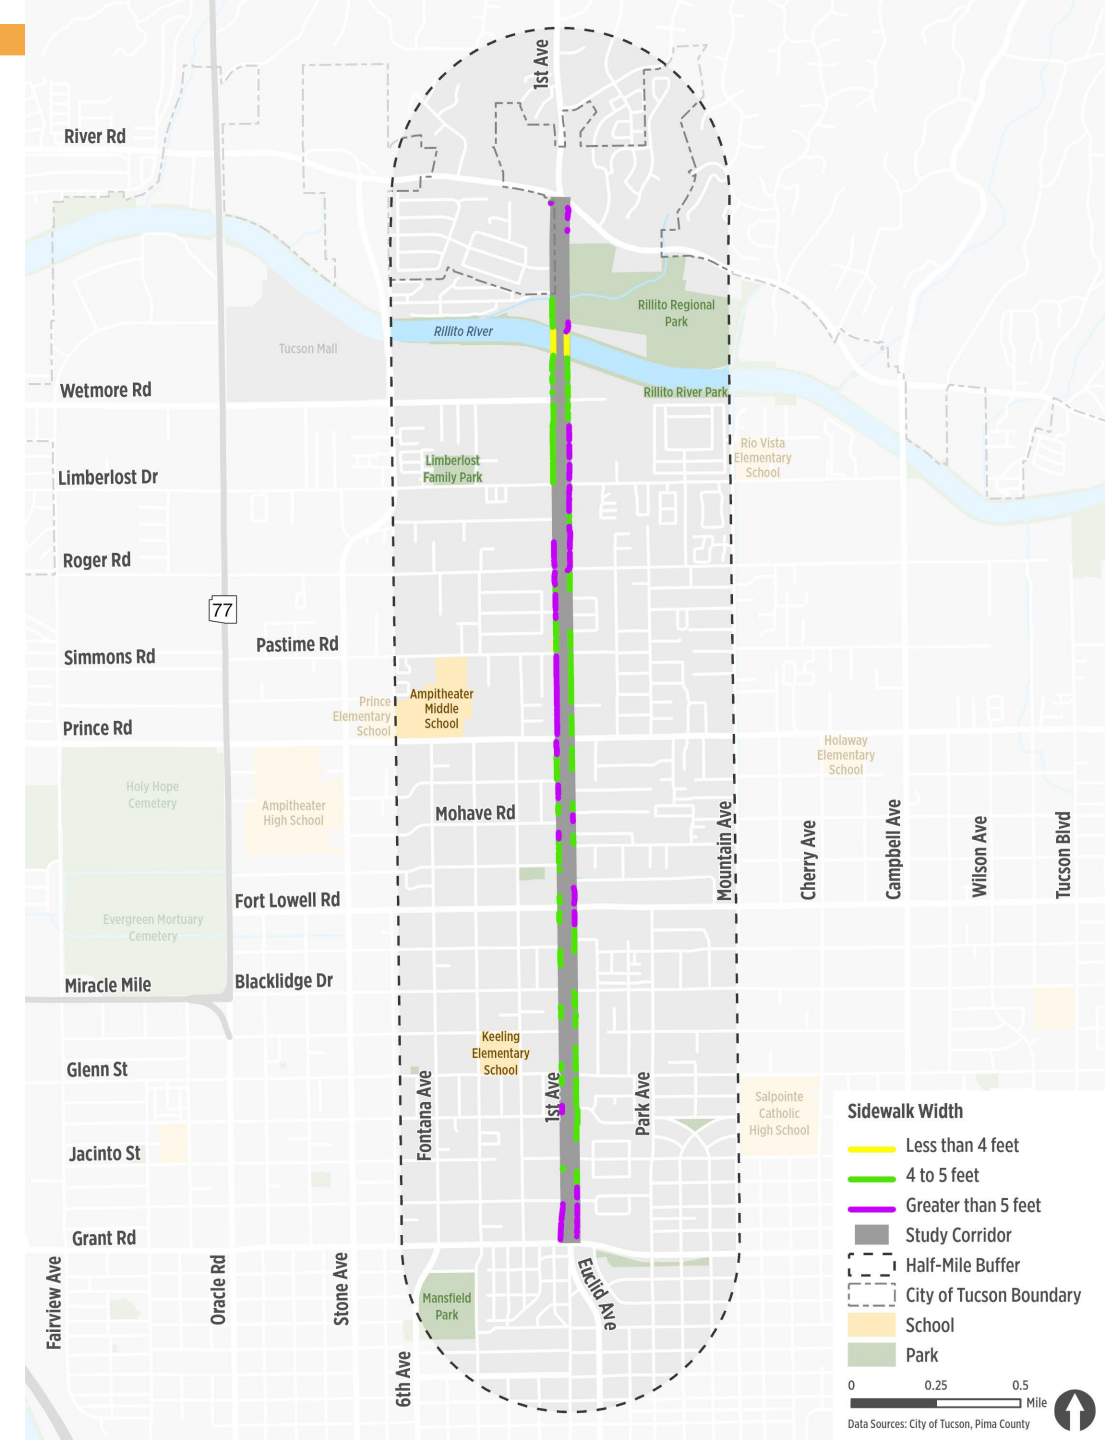 1st Ave
River Rd
Rillito Regional
Park
Rillito River
Tucson Mall
Wetmore Rd
Rillito River Park
Rio Vista
Elementary
School
Limberlost
Family Park
Limberlost Dr
Roger Rd
77
Pastime Rd
Simmons Rd
Ampitheater
Middle
School
Prince
Elementary
School
Prince Rd
Holaway
Elementary
School
Holy Hope
Cemetery
Ampitheater
High School
Mohave Rd
Mountain Ave
Cherry Ave
Campbell Ave
Wilson Ave
Tucson Blvd
Fort Lowell Rd
Evergreen Mortuary
Cemetery
Miracle Mile
Blacklidge Dr
Keeling
Elementary
School
Glenn St
Fontana Ave
1st Ave
Park Ave
Salpointe
Catholic
High School
Jacinto St
Grant Rd
Fairview Ave
Oracle Rd
Stone Ave
Euclid Ave
Mansfield
Park
6th Ave
Sidewalk Width
Less than 4 feet
4 to 5 feet
Greater than 5 feet
Study Corridor
Half-Mile Buffer
City of Tucson Boundary
School
Park
0 0.25 0.5
Mile
Data Sources: City of Tucson, Pima County